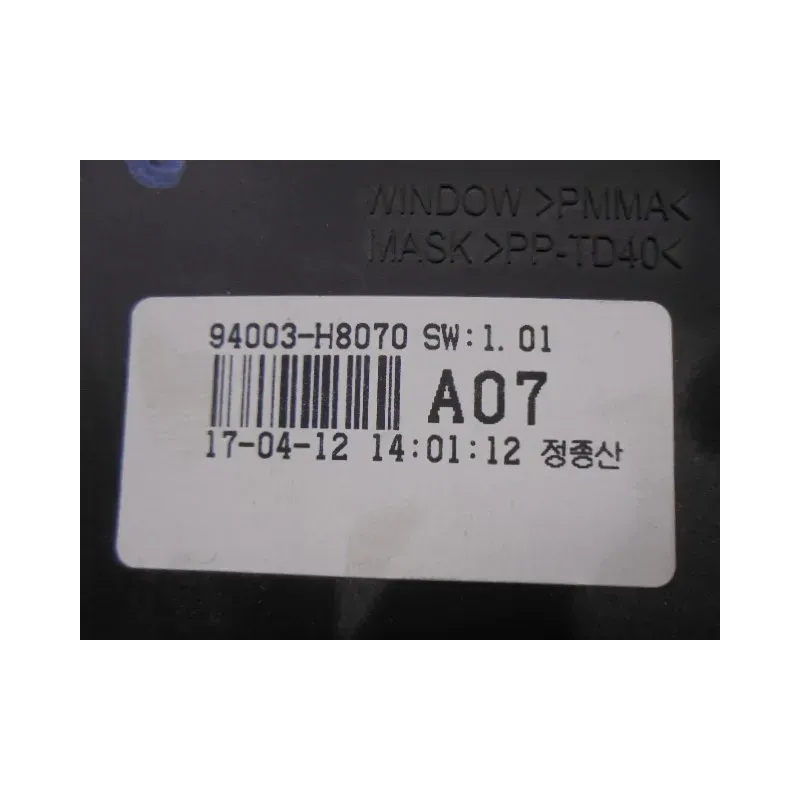 WINDOW >PMMA<
MASK >PP-TD40<
94003-H8070 SW:1.01
A07
17-04-12 14:01:12 정종산